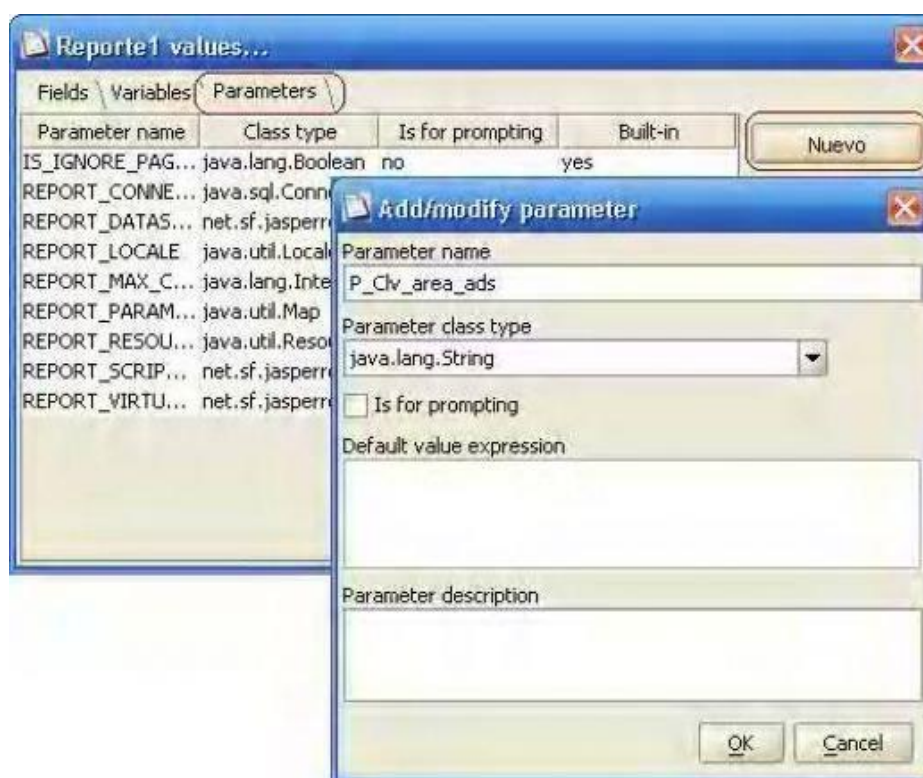 Reporte1 values...
Fields Variables Parameters
Parameter name Class type Is for prompting Built-in
Nuevo
IS_IGNORE_PAG... java.lang.Boolean no yes
REPORT_CONNE... java.sql.Conn
REPORT_DATAS... net.sf.jasperr
REPORT_LOCALE java.util.Local
REPORT_MAX_C... java.lang.Inte
REPORT_PARAM... java.util.Map
REPORT_RESOU... java.util.Resou
REPORT_SCRIP... net.sf.jasperr
REPORT_VIRTU... net.sf.jasperr
Add/modify parameter
Parameter name
P_Clv_area_ads
Parameter class type
java.lang.String
Is for prompting
Default value expression
Parameter description
OK Cancel